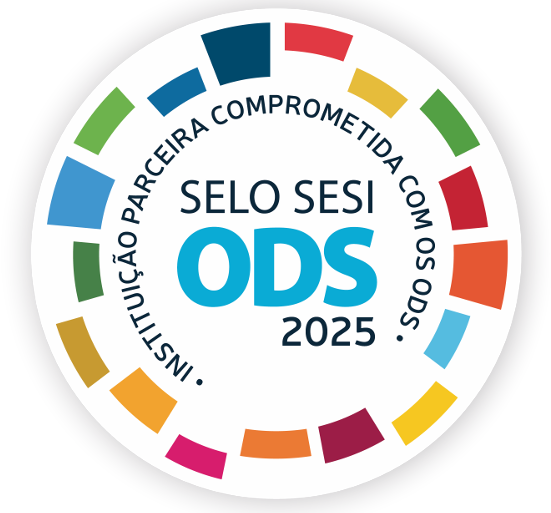 • INSTITUIÇÃO PARCEIRA COMPROMETIDA COM OS ODS •
SELO SESI
ODS
2025